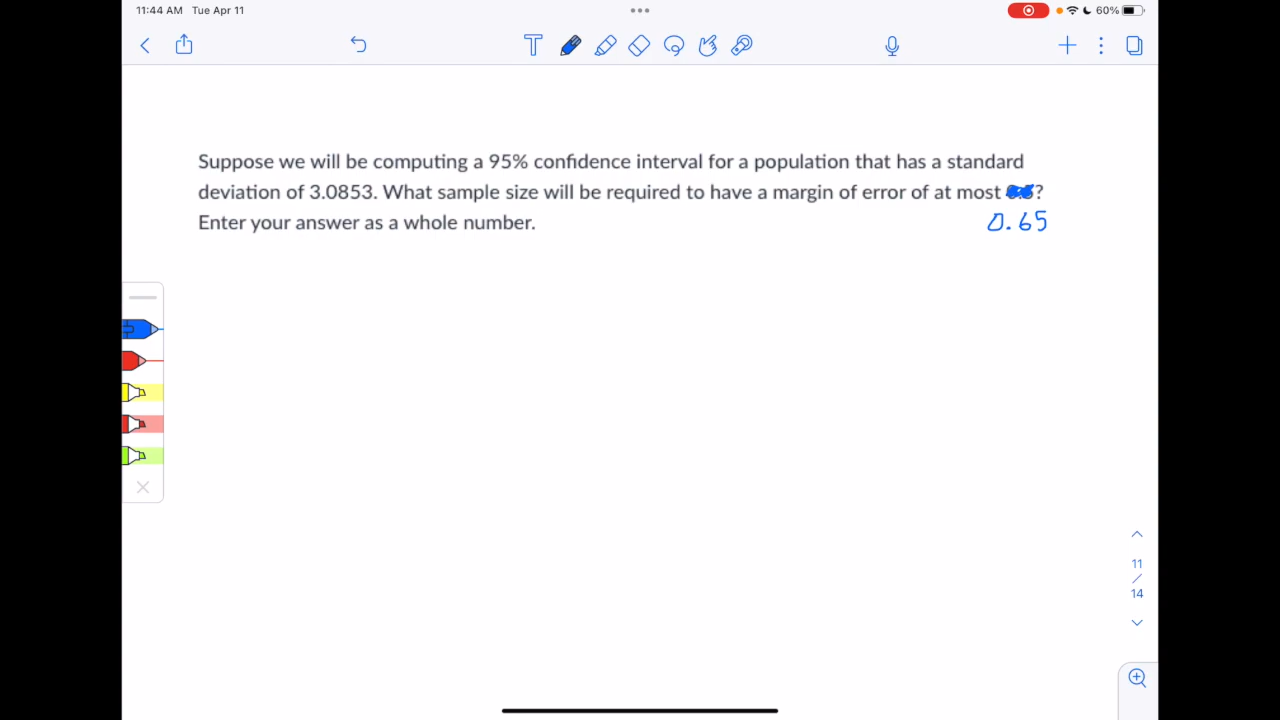 11:44 AM Tue Apr 11
60%
T
Suppose we will be computing a 95% confidence interval for a population that has a standard
deviation of 3.0853. What sample size will be required to have a margin of error of at most ?
Enter your answer as a whole number.
0.65
11
/
14